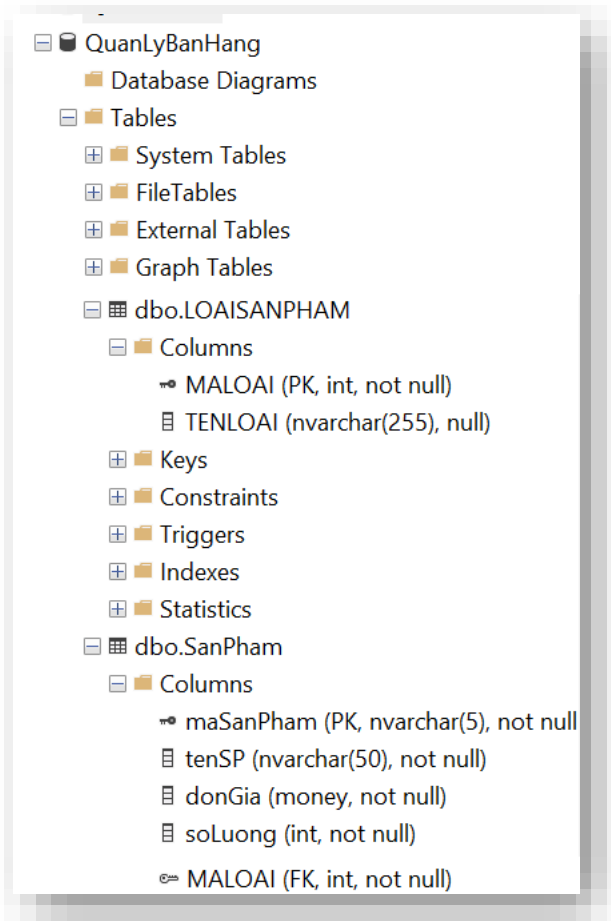 QuanLyBanHang
Database Diagrams
Tables
System Tables
FileTables
External Tables
Graph Tables
dbo.LOAISANPHAM
Columns
MALOAI (PK, int, not null)
TENLOAI (nvarchar(255), null)
Keys
Constraints
Triggers
Indexes
Statistics
dbo.SanPham
Columns
maSanPham (PK, nvarchar(5), not null
tenSP (nvarchar(50), not null)
donGia (money, not null)
soLuong (int, not null)
MALOAI (FK, int, not null)